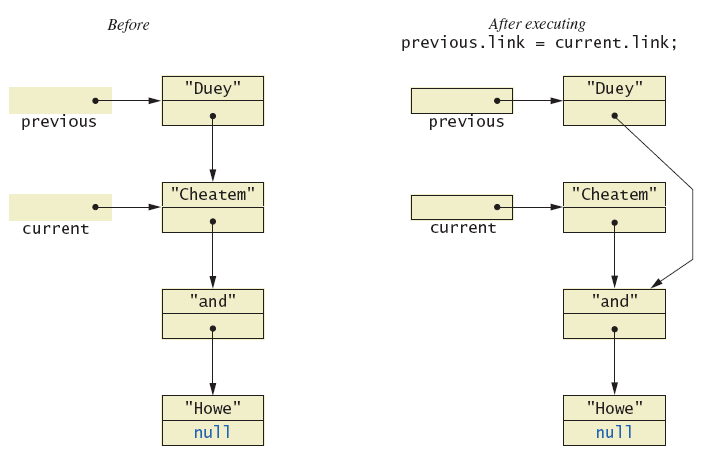 Before
"Duey"
previous
"Cheatem"
current
"and"
"Howe"
null
After executing
previous.link = current.link;
"Duey"
previous
"Cheatem"
current
"and"
"Howe"
null